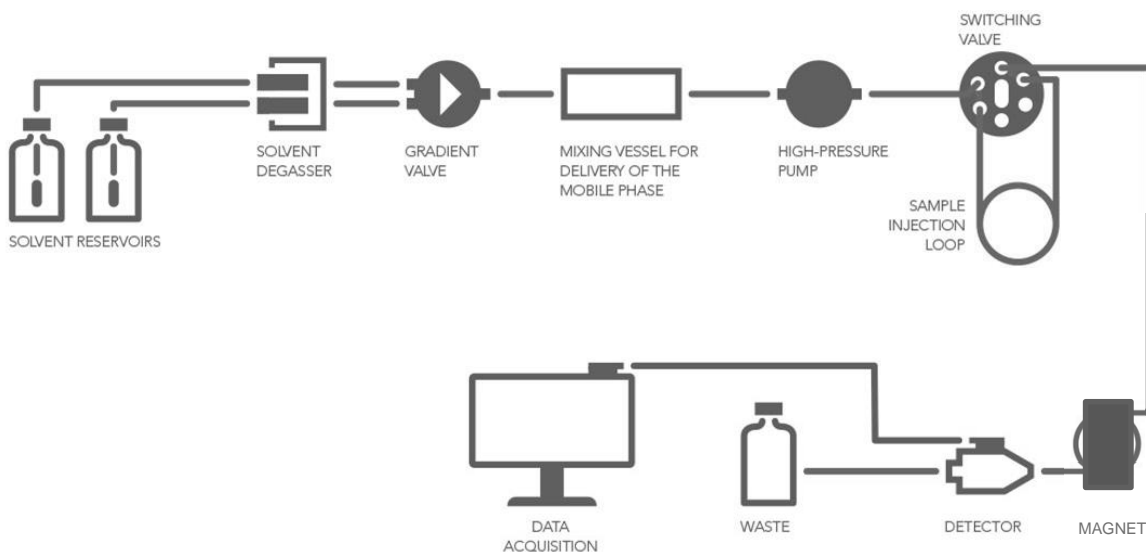 SWITCHING
VALVE
SOLVENT
DEGASSER
GRADIENT
VALVE
MIXING VESSEL FOR
DELIVERY OF THE
MOBILE PHASE
HIGH-PRESSURE
PUMP
SAMPLE
INJECTION
LOOP
SOLVENT RESERVOIRS
DATA
ACQUISITION
WASTE
DETECTOR
MAGNET